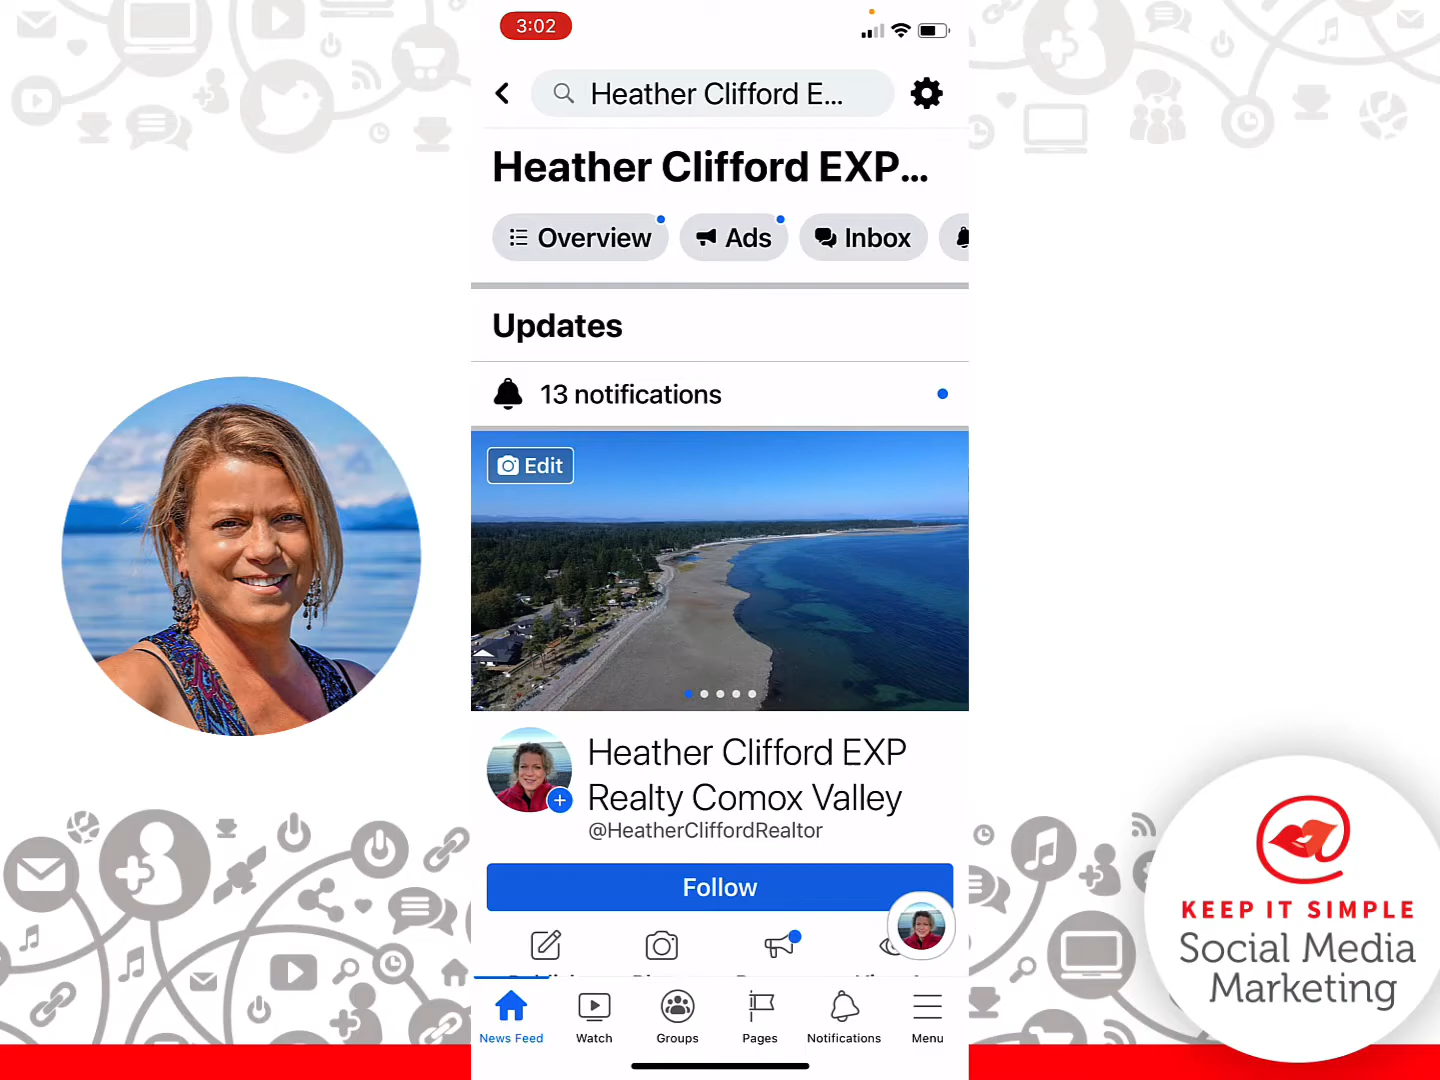 3:02
Heather Clifford E...
Heather Clifford EXP...
Overview
Ads
Inbox
Updates
13 notifications
Edit
Heather Clifford EXP
Realty Comox Valley
@HeatherCliffordRealtor
Follow
News Feed
Watch
Groups
Pages
Notifications
Menu
KEEP IT SIMPLE
Social Media
Marketing